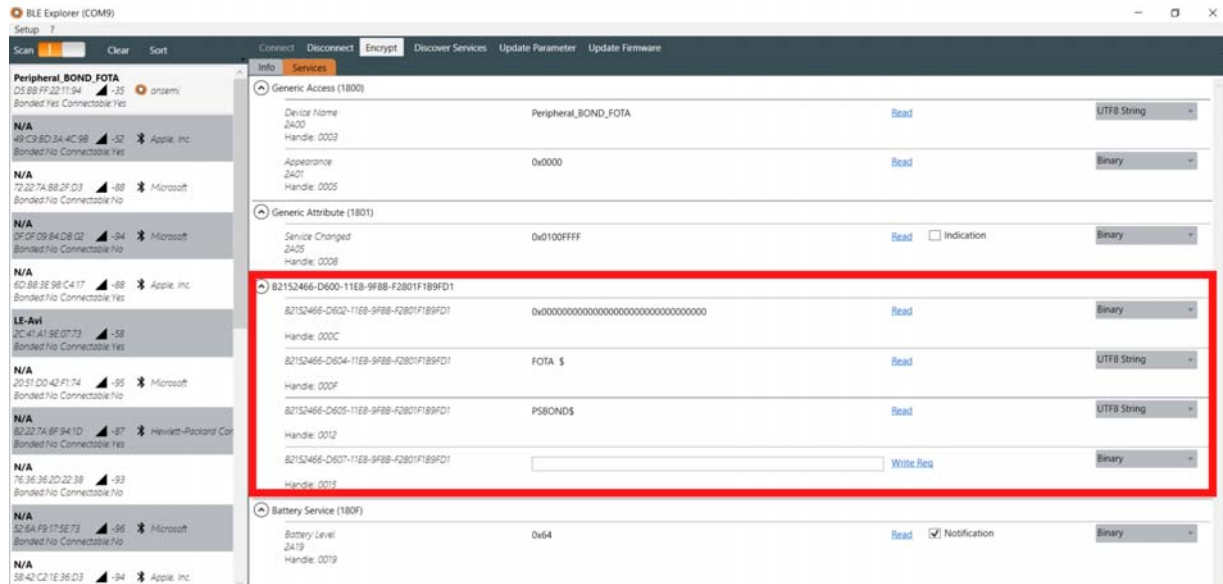 BLE Explorer (COM9)
Setup ?
Scan Clear Sort
Connect Disconnect Encrypt Discover Services Update Parameter Update Firmware
Info Services
Peripheral_BOND_FOTA
D5:BB:FF:22:11:94 -35 onsemi
Bonded:Yes Connectable:Yes
N/A
49:C9:BD:3A:4C:9B -52 Apple, Inc.
Bonded:No Connectable:Yes
N/A
72:22:7A:B8:2F:D3 -88 Microsoft
Bonded:No Connectable:No
N/A
0F:0F:09:84:DB:02 -94 Microsoft
Bonded:No Connectable:No
N/A
6D:B8:3E:98:C4:17 -88 Apple, Inc.
Bonded:No Connectable:Yes
LE-Avi
2C:41:A1:9E:07:73 -58
Bonded:No Connectable:Yes
N/A
20:51:D0:42:F1:74 -95 Microsoft
Bonded:No Connectable:No
N/A
82:22:7A:8F:94:1D -87 Hewlett-Packard Con
Bonded:No Connectable:Yes
N/A
76:36:36:2D:22:38 -93
Bonded:No Connectable:No
N/A
52:6A:F9:17:5E:73 -96 Microsoft
Bonded:No Connectable:No
N/A
58:42:C2:1E:36:D3 -94 Apple, Inc.
Generic Access (1800)
Device Name Peripheral_BOND_FOTA Read UTF8 String
2A00
Handle: 0003
Appearance 0x0000 Read Binary
2A01
Handle: 0005
Generic Attribute (1801)
Service Changed 0x0100FFFF Read Indication Binary
2A05
Handle: 0008
B2152466-D600-11E8-9F8B-F2801F1B9FD1
B2152466-D602-11E8-9F8B-F2801F1B9FD1 0x00000000000000000000000000000000 Read Binary
Handle: 000C
B2152466-D604-11E8-9F8B-F2801F1B9FD1 FOTA $ Read UTF8 String
Handle: 000F
B2152466-D605-11E8-9F8B-F2801F1B9FD1 PSBOND$ Read UTF8 String
Handle: 0012
B2152466-D607-11E8-9F8B-F2801F1B9FD1 Write Req Binary
Handle: 0015
Battery Service (180F)
Battery Level 0x64 Read Notification Binary
2A19
Handle: 0019